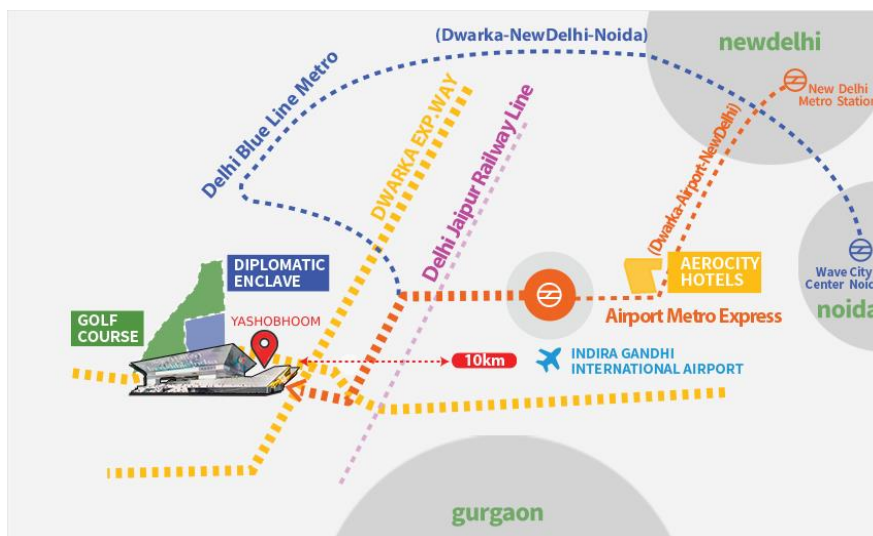 (Dwarka-NewDelhi-Noida)
newdelhi
New Delhi
Metro Station
Delhi Blue Line Metro
DWARKA EXP.WAY
Delhi Jaipur Railway Line
(Dwarka-Airport-NewDelhi)
DIPLOMATIC
ENCLAVE
AEROCITY
HOTELS
Wave City
Center Noid
noida
GOLF
COURSE
YASHOBHOOM
Airport Metro Express
10km
INDIRA GANDHI
INTERNATIONAL AIRPORT
gurgaon